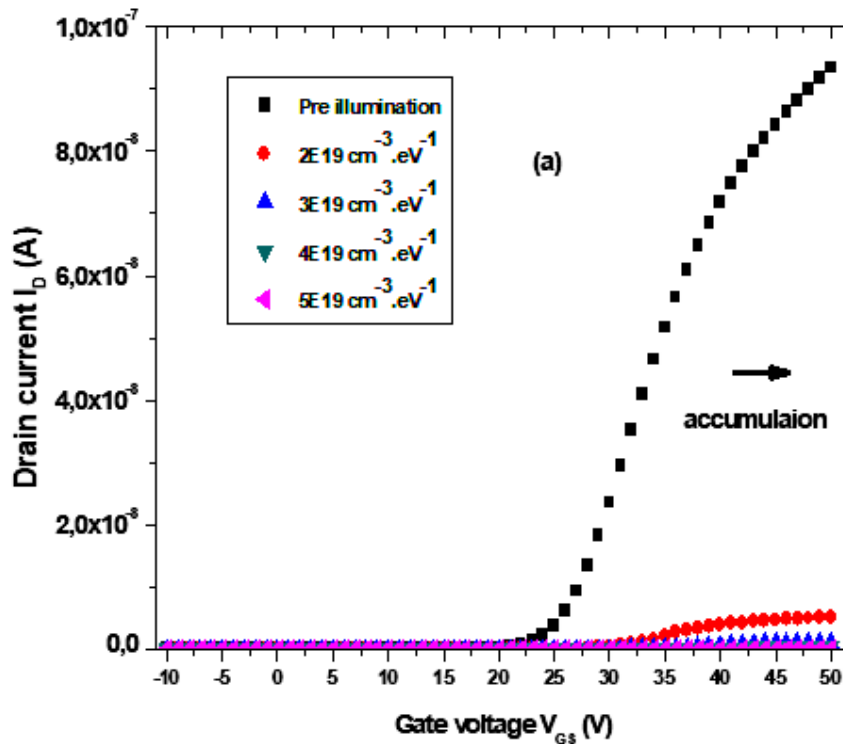 1,0x10⁻⁷
8,0x10⁻⁸
6,0x10⁻⁸
4,0x10⁻⁸
2,0x10⁻⁸
0,0
Drain current I_D (A)
Pre illumination
2E19 cm⁻³.eV⁻¹
3E19 cm⁻³.eV⁻¹
4E19 cm⁻³.eV⁻¹
5E19 cm⁻³.eV⁻¹
(a)
accumulaion
-10 -5 0 5 10 15 20 25 30 35 40 45 50
Gate voltage V_GS (V)